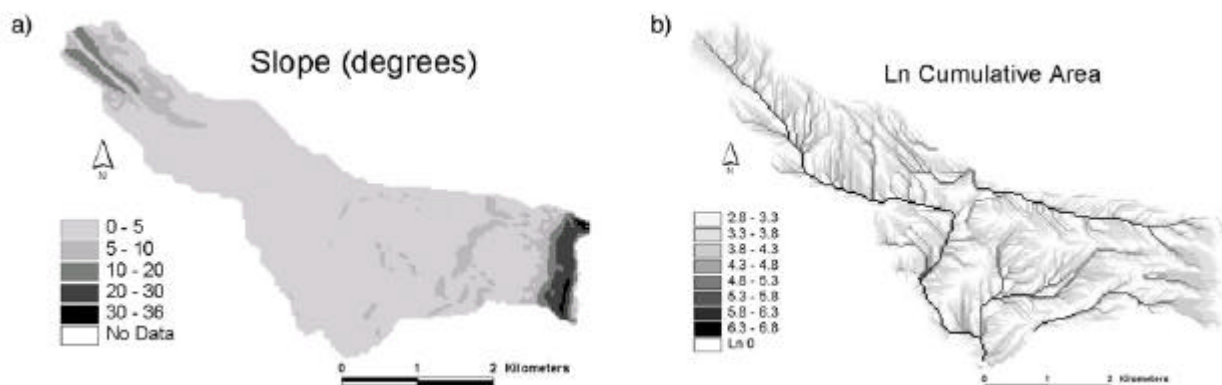 a)
Slope (degrees)
N
0 - 5
5 - 10
10 - 20
20 - 30
30 - 36
No Data
0 1 2 Kilometers
b)
Ln Cumulative Area
N
2.8 - 3.3
3.3 - 3.8
3.8 - 4.3
4.3 - 4.8
4.8 - 5.3
5.3 - 5.8
5.8 - 6.3
6.3 - 6.8
Ln 0
0 1 2 Kilometers